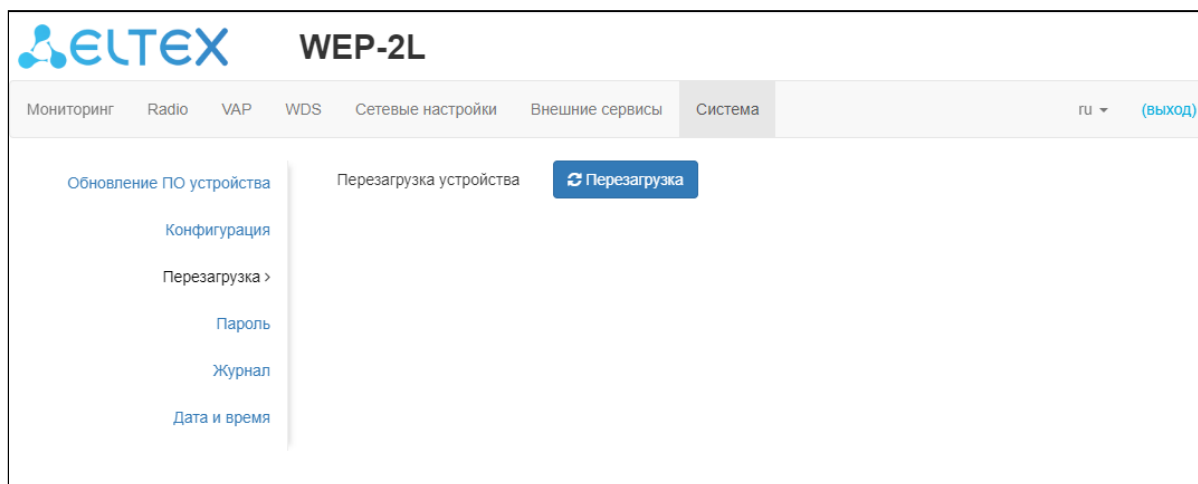 ELTEX WEP-2L
Мониторинг Radio VAP WDS Сетевые настройки Внешние сервисы Система ru (выход)
Обновление ПО устройства
Перезагрузка устройства Перезагрузка
Конфигурация
Перезагрузка >
Пароль
Журнал
Дата и время